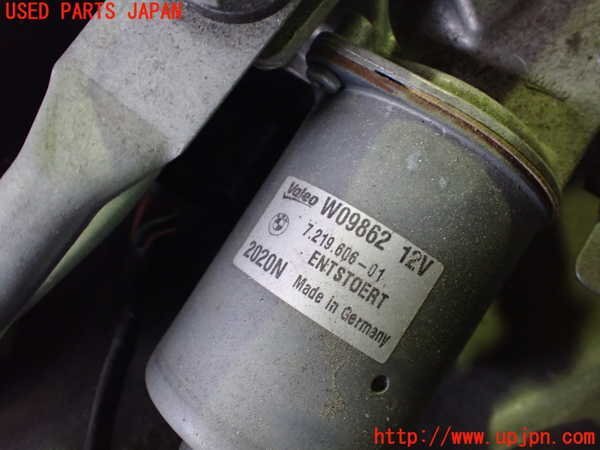 USED PARTS JAPAN
Valeo W09862 12V
7.219.606-01
2020N ENTSTOERT
Made in Germany
http://www.upjpn.com/